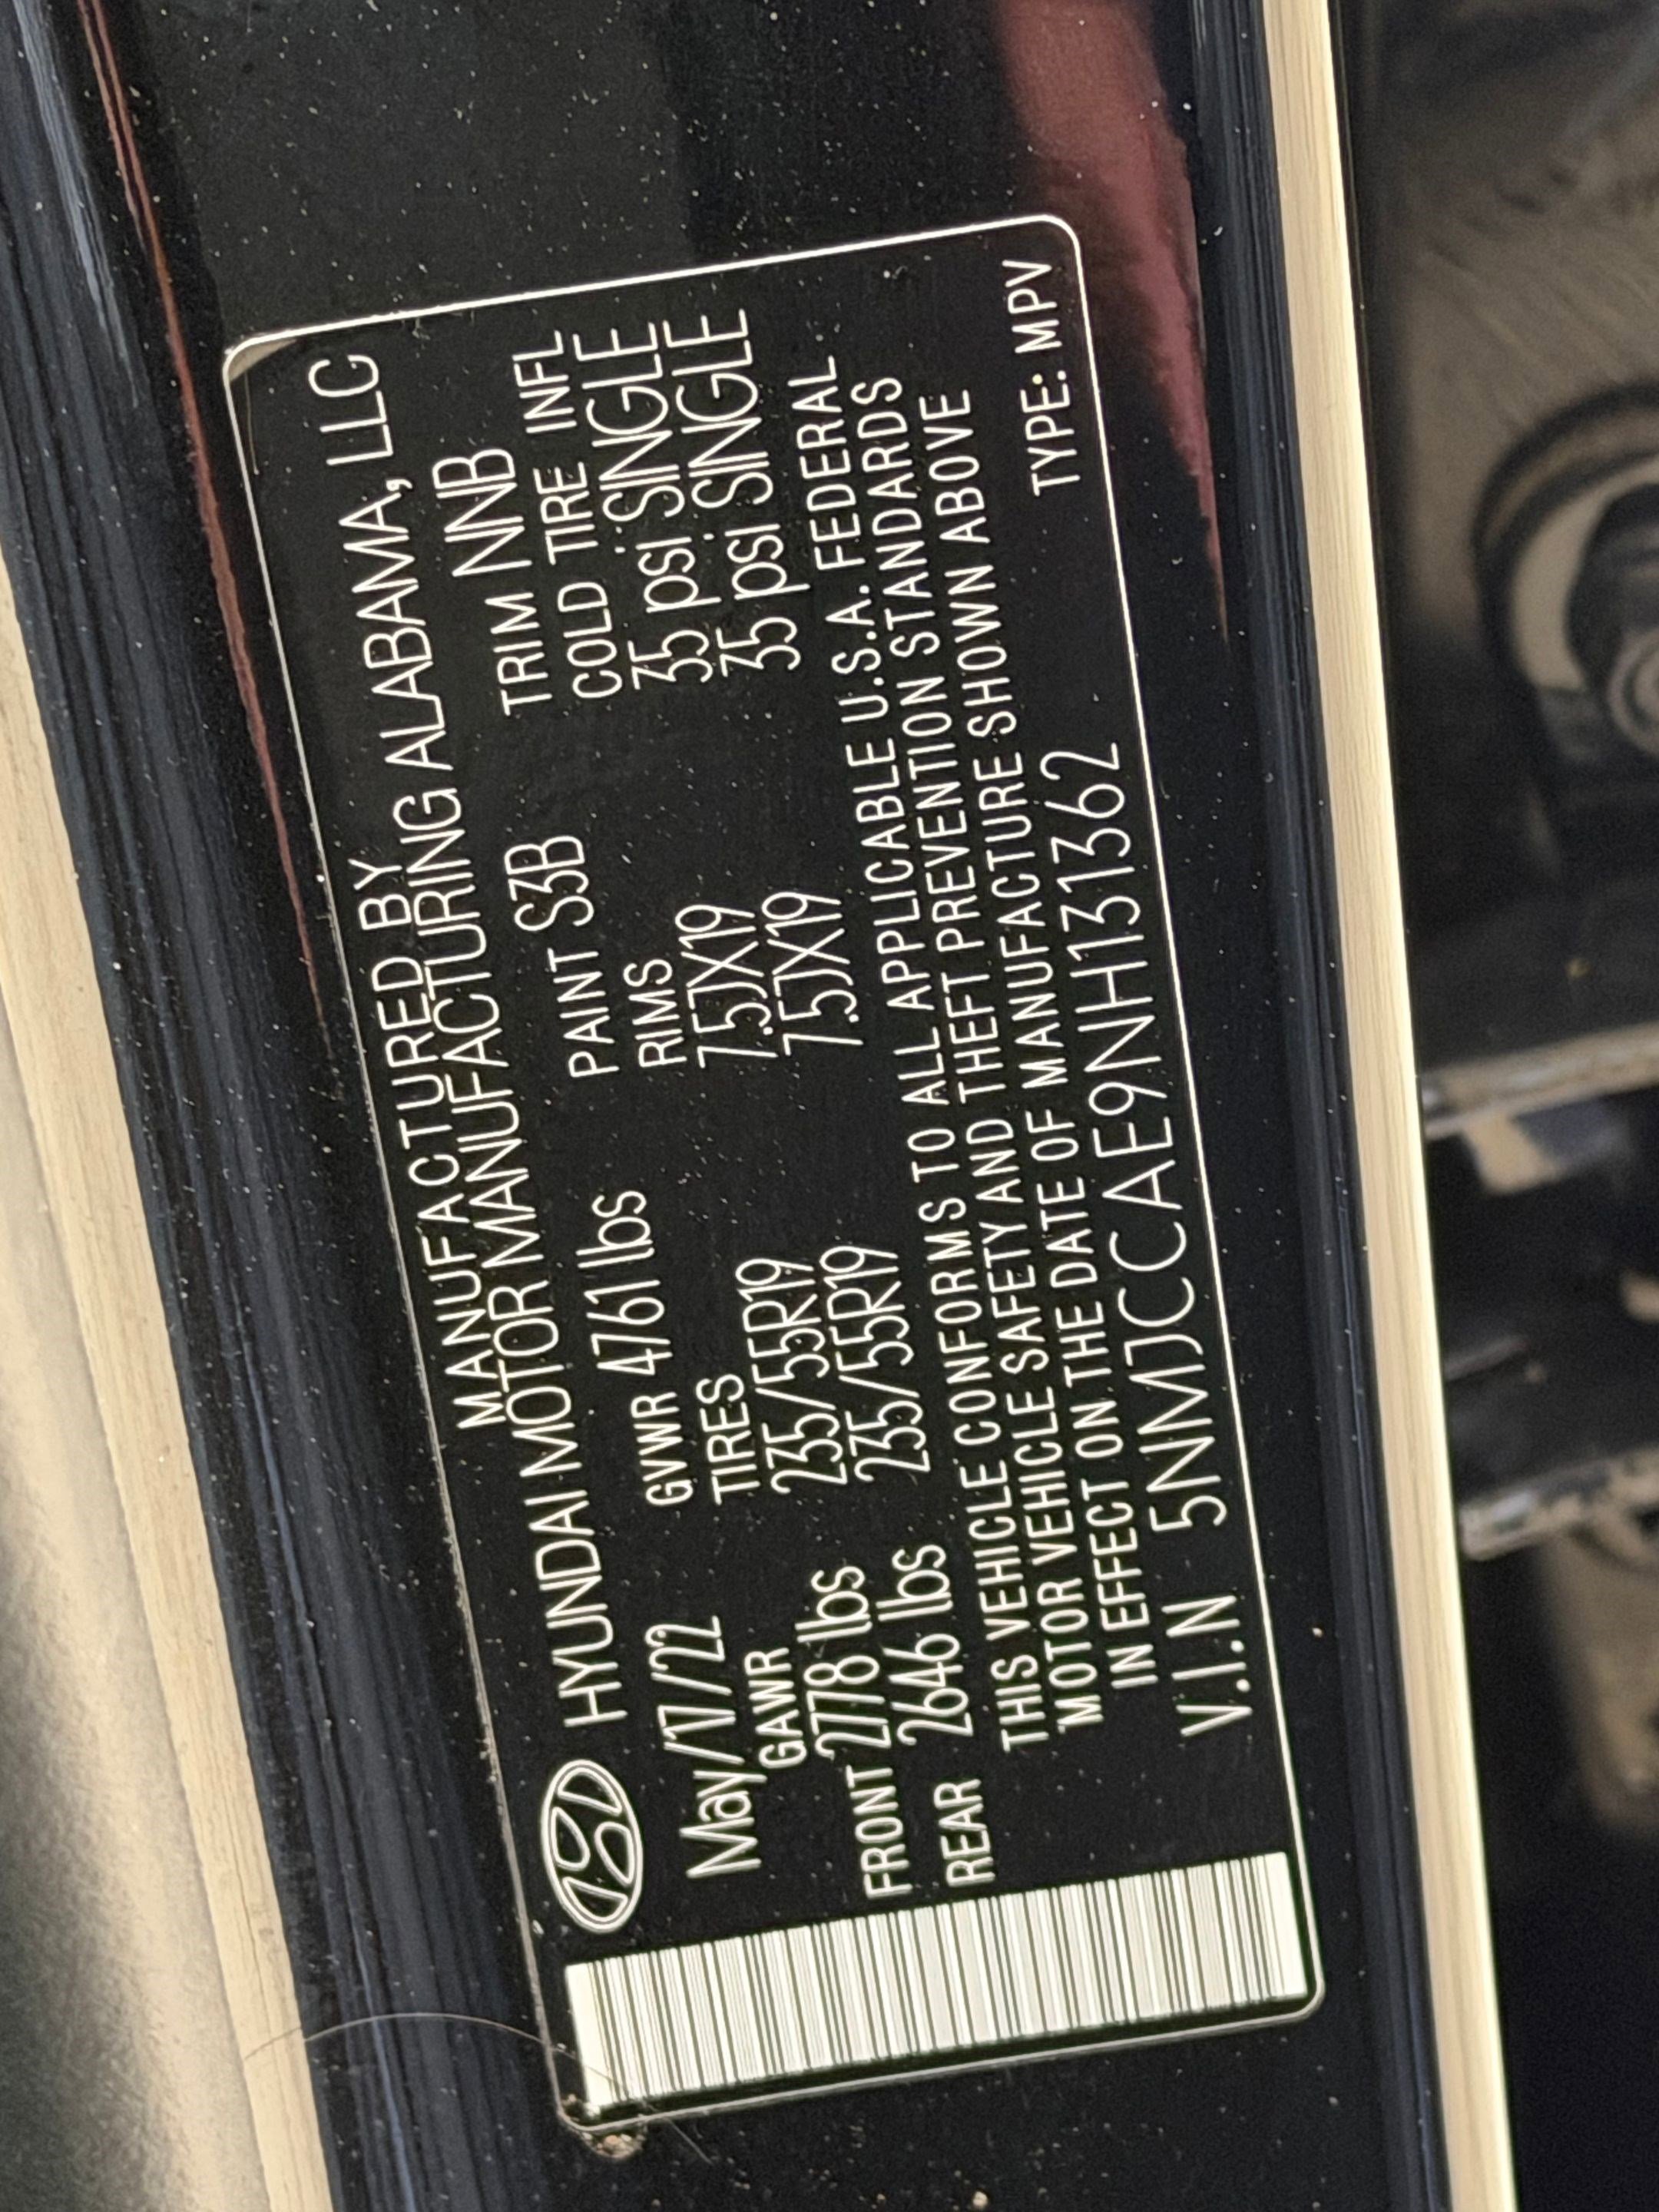 MANUFACTURED BY
HYUNDAI MOTOR MANUFACTURING ALABAMA, LLC
May/17/22 GVWR 4761 lbs PAINT S3B TRIM NNB
GAWR TIRES RIMS COLD TIRE INFL
FRONT 2778 lbs 235/55R19 7.5JX19 35 psi SINGLE
REAR 2646 lbs 235/55R19 7.5JX19 35 psi SINGLE
THIS VEHICLE CONFORMS TO ALL APPLICABLE U.S.A. FEDERAL
MOTOR VEHICLE SAFETY AND THEFT PREVENTION STANDARDS
IN EFFECT ON THE DATE OF MANUFACTURE SHOWN ABOVE
V.I.N 5NMJCCAE9NH131362 TYPE: MPV